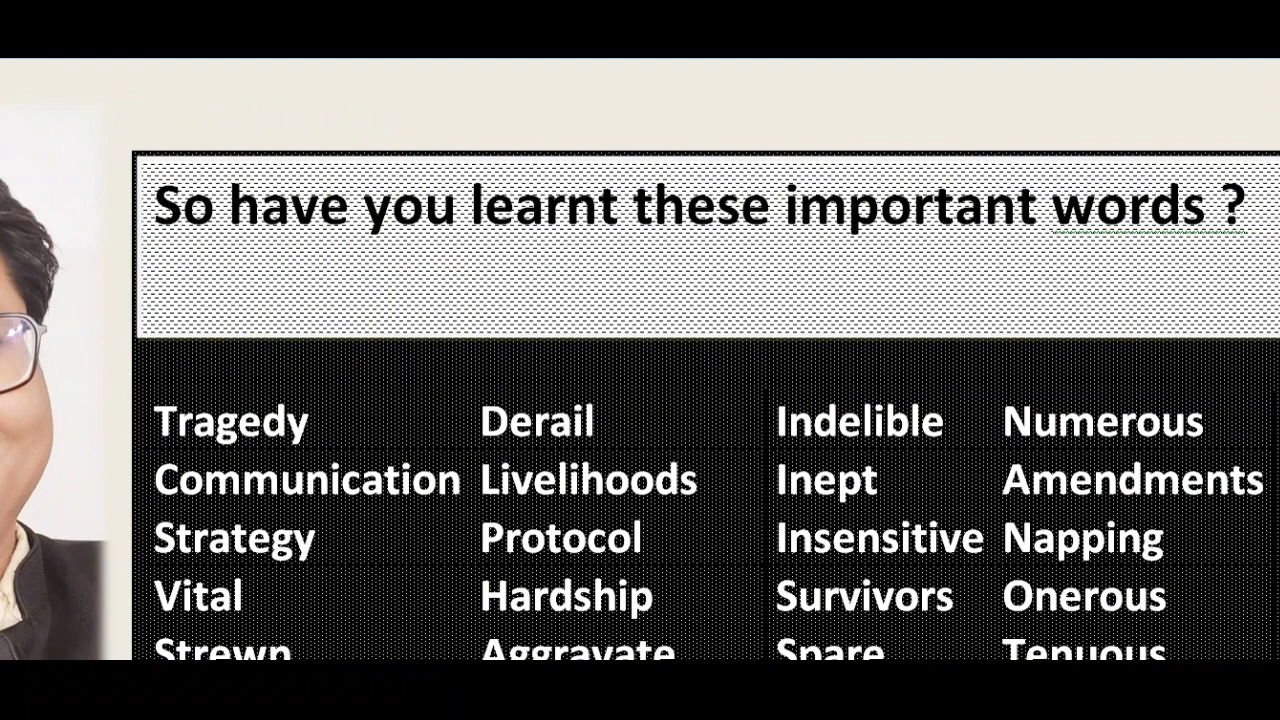 So have you learnt these important words ?
Tragedy Derail Indelible Numerous
Communication Livelihoods Inept Amendments
Strategy Protocol Insensitive Napping
Vital Hardship Survivors Onerous
Strewn Aggravate Spare Tenuous